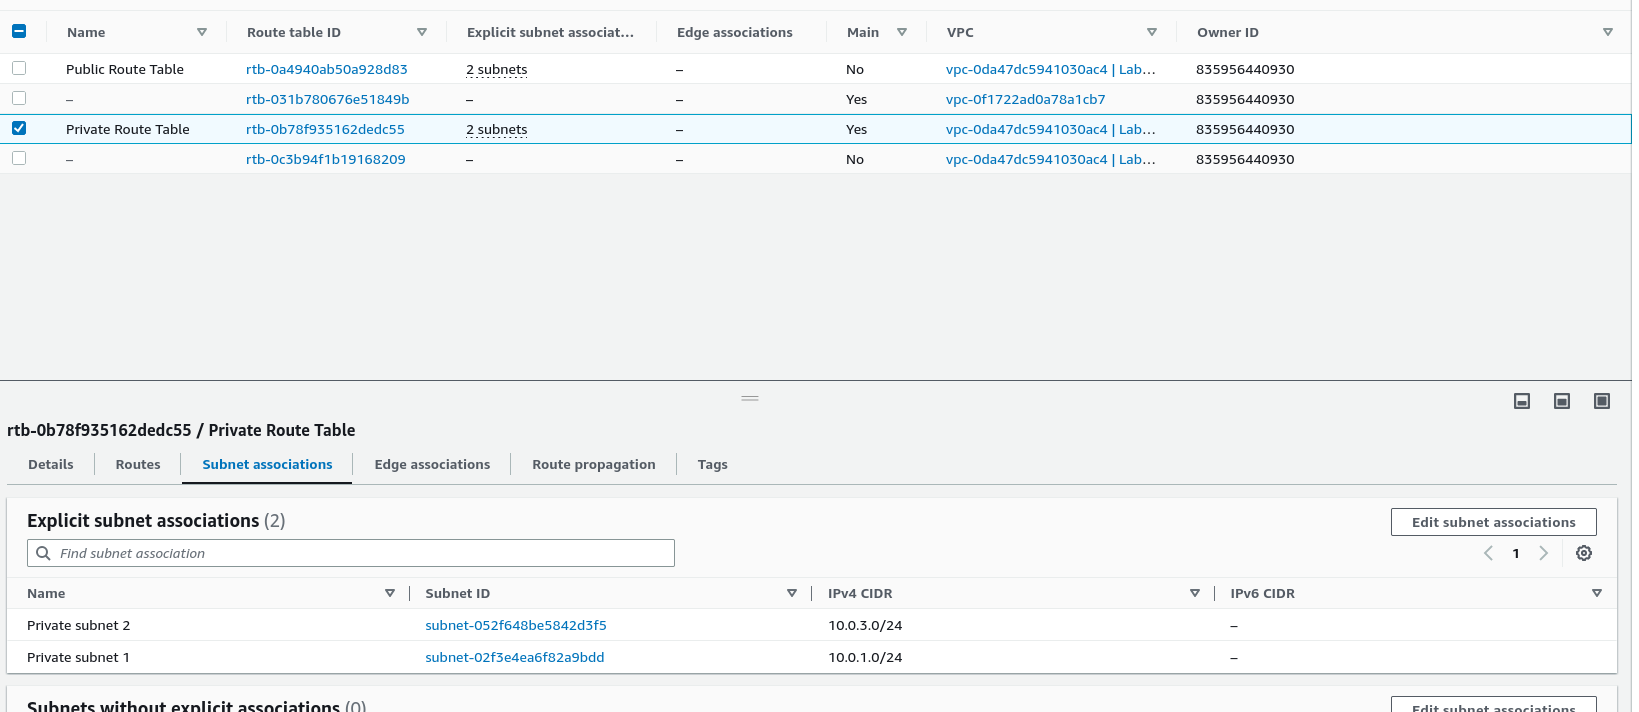 Name Route table ID Explicit subnet associat... Edge associations Main VPC Owner ID
Public Route Table rtb-0a4940ab50a928d83 2 subnets – No vpc-0da47dc5941030ac4 | Lab... 835956440930
– rtb-031b780676e51849b – – Yes vpc-0f1722ad0a78a1cb7 835956440930
Private Route Table rtb-0b78f935162dedc55 2 subnets – Yes vpc-0da47dc5941030ac4 | Lab... 835956440930
– rtb-0c3b94f1b19168209 – – No vpc-0da47dc5941030ac4 | Lab... 835956440930
rtb-0b78f935162dedc55 / Private Route Table
Details Routes Subnet associations Edge associations Route propagation Tags
Explicit subnet associations (2) Edit subnet associations
Find subnet association 1
Name Subnet ID IPv4 CIDR IPv6 CIDR
Private subnet 2 subnet-052f648be5842d3f5 10.0.3.0/24 –
Private subnet 1 subnet-02f3e4ea6f82a9bdd 10.0.1.0/24 –
Subnets without explicit associations (0) Edit subnet associations